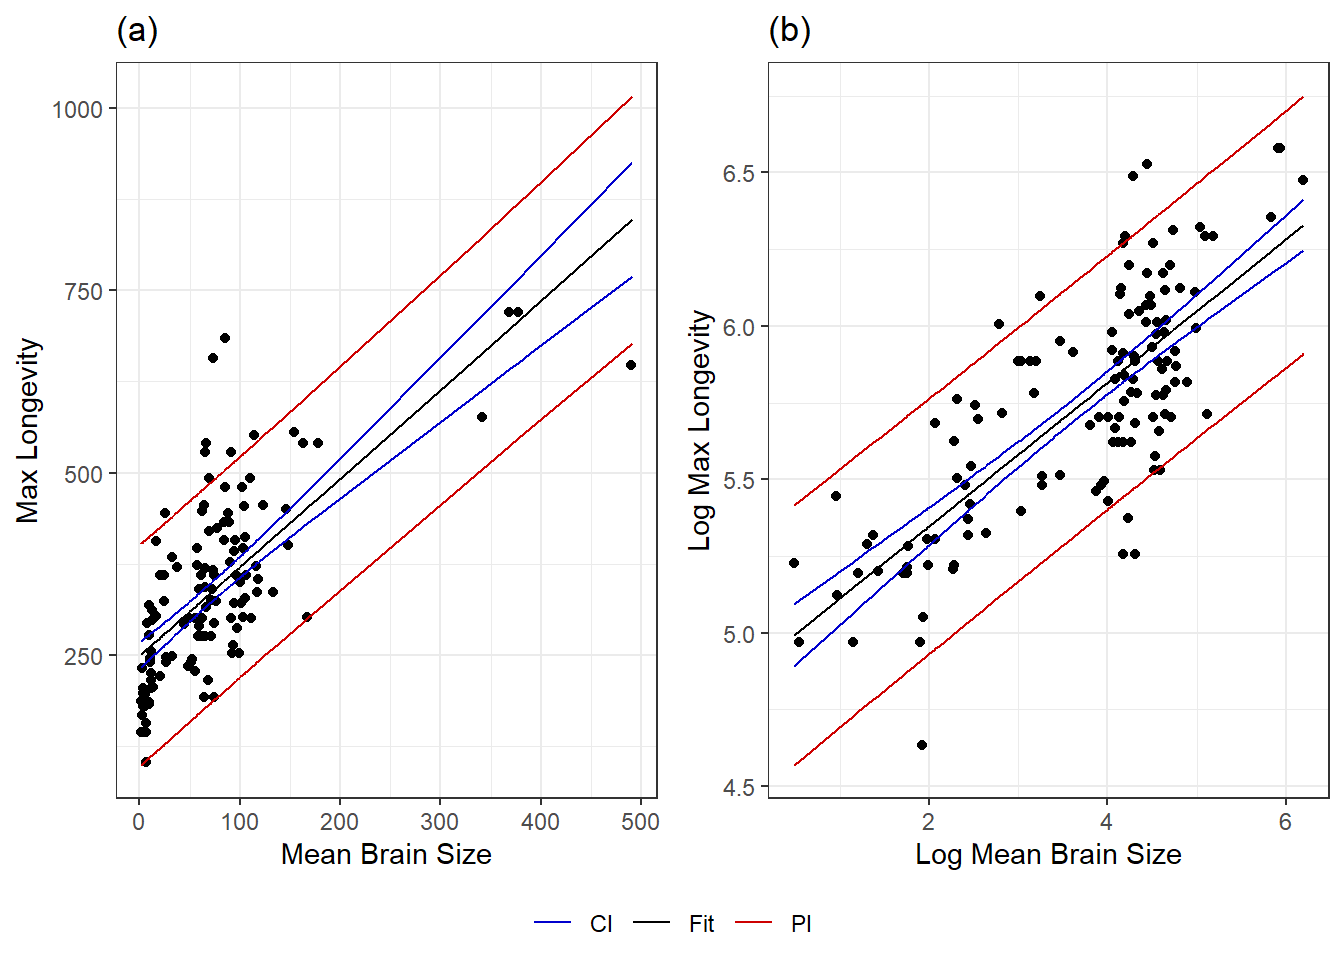 (a)
Max Longevity
1000
750
500
250
0 100 200 300 400 500
Mean Brain Size
(b)
Log Max Longevity
6.5
6.0
5.5
5.0
4.5
2 4 6
Log Mean Brain Size
CI Fit PI